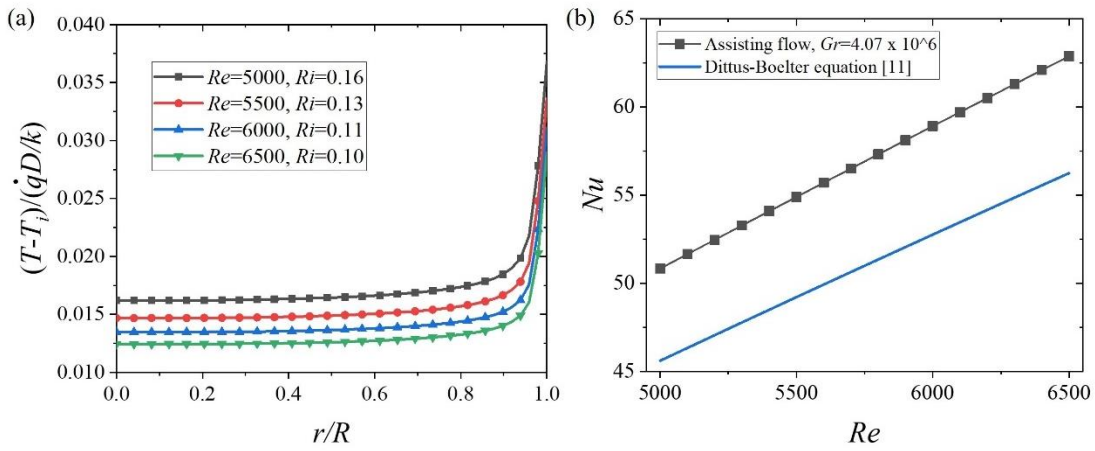 (a)
0.040
0.035
0.030
0.025
0.020
0.015
0.010
(T-T_i)/(q̇D/k)
Re=5000, Ri=0.16
Re=5500, Ri=0.13
Re=6000, Ri=0.11
Re=6500, Ri=0.10
0.0 0.2 0.4 0.6 0.8 1.0
r/R
(b)
65
60
55
50
45
Nu
Assisting flow, Gr=4.07 x 10^6
Dittus-Boelter equation [11]
5000 5500 6000 6500
Re